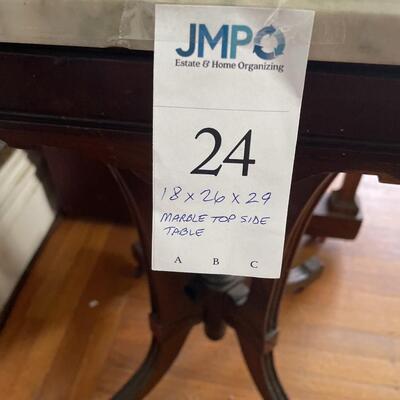 JMPO
Estate & Home Organizing
24
18 x 26 x 29
MARBLE TOP SIDE
TABLE
A B C